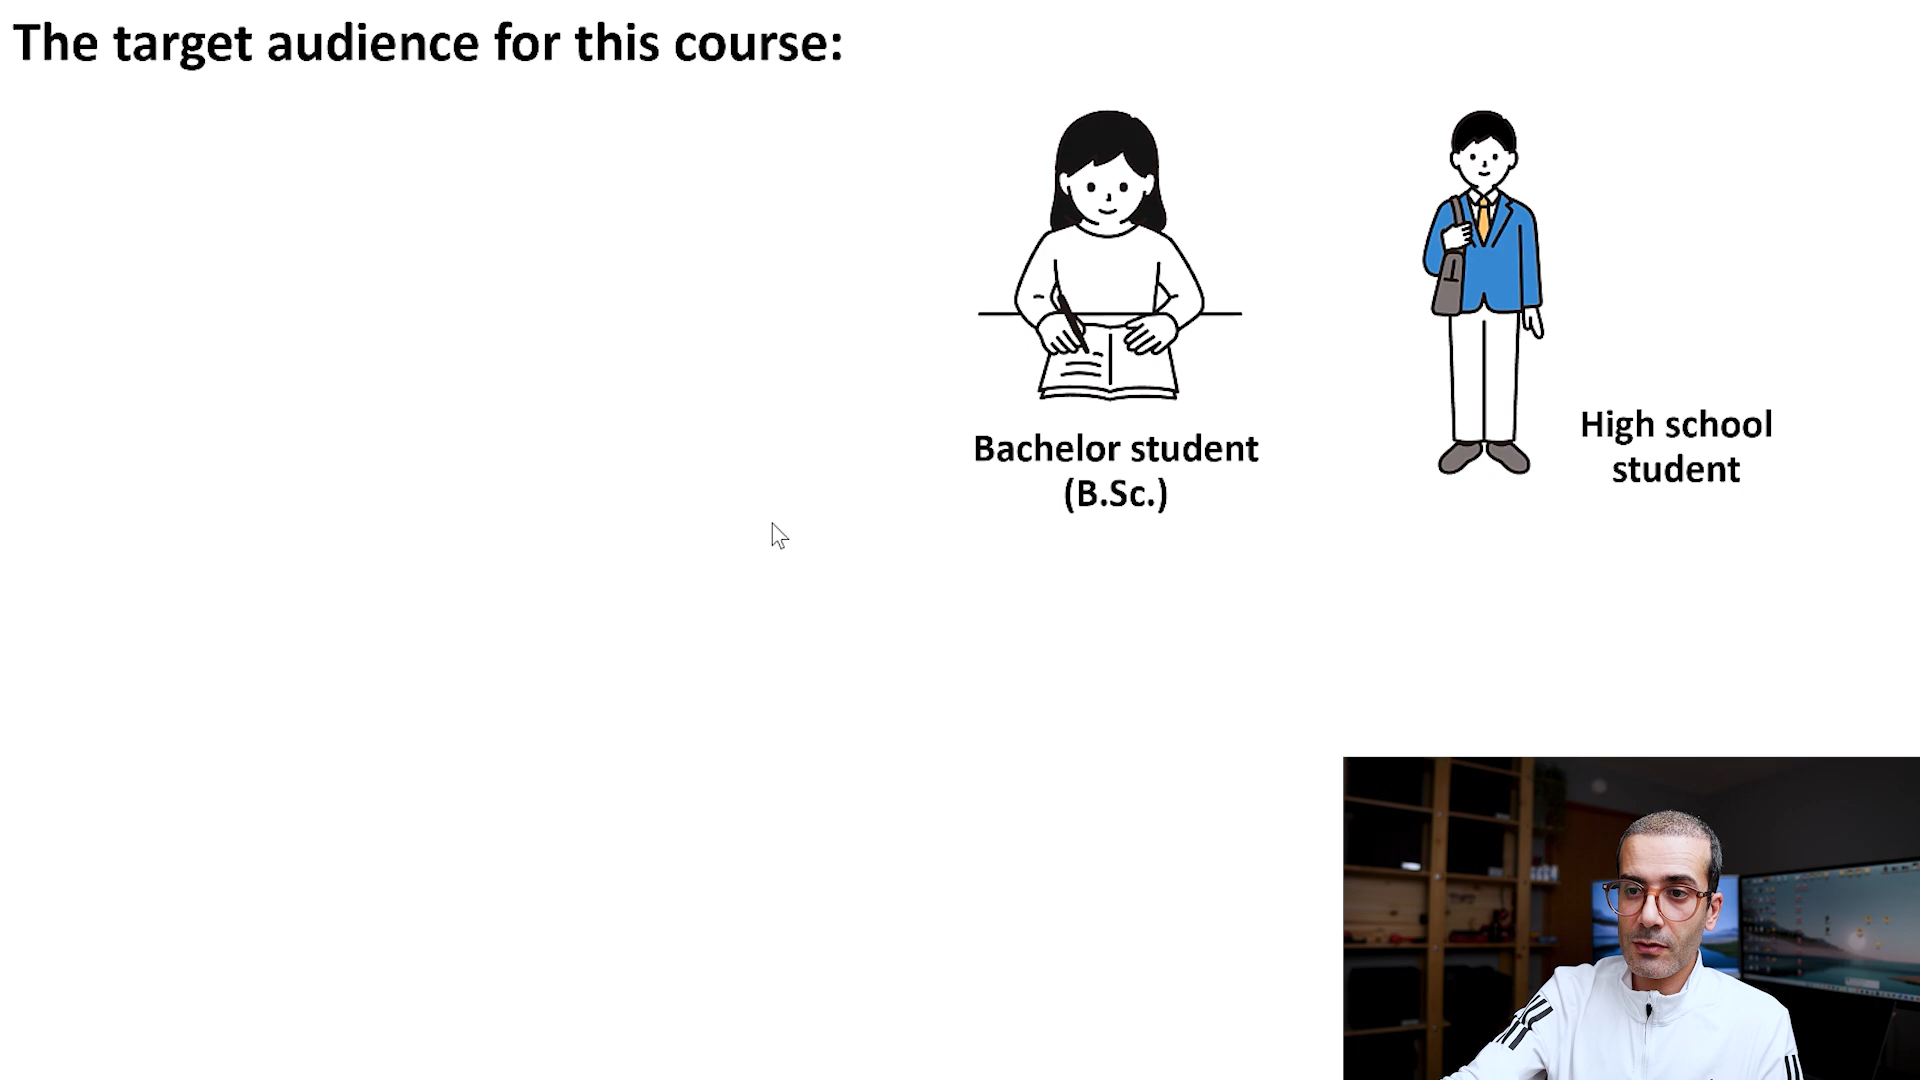 The target audience for this course:
Bachelor student
(B.Sc.)
High school
student